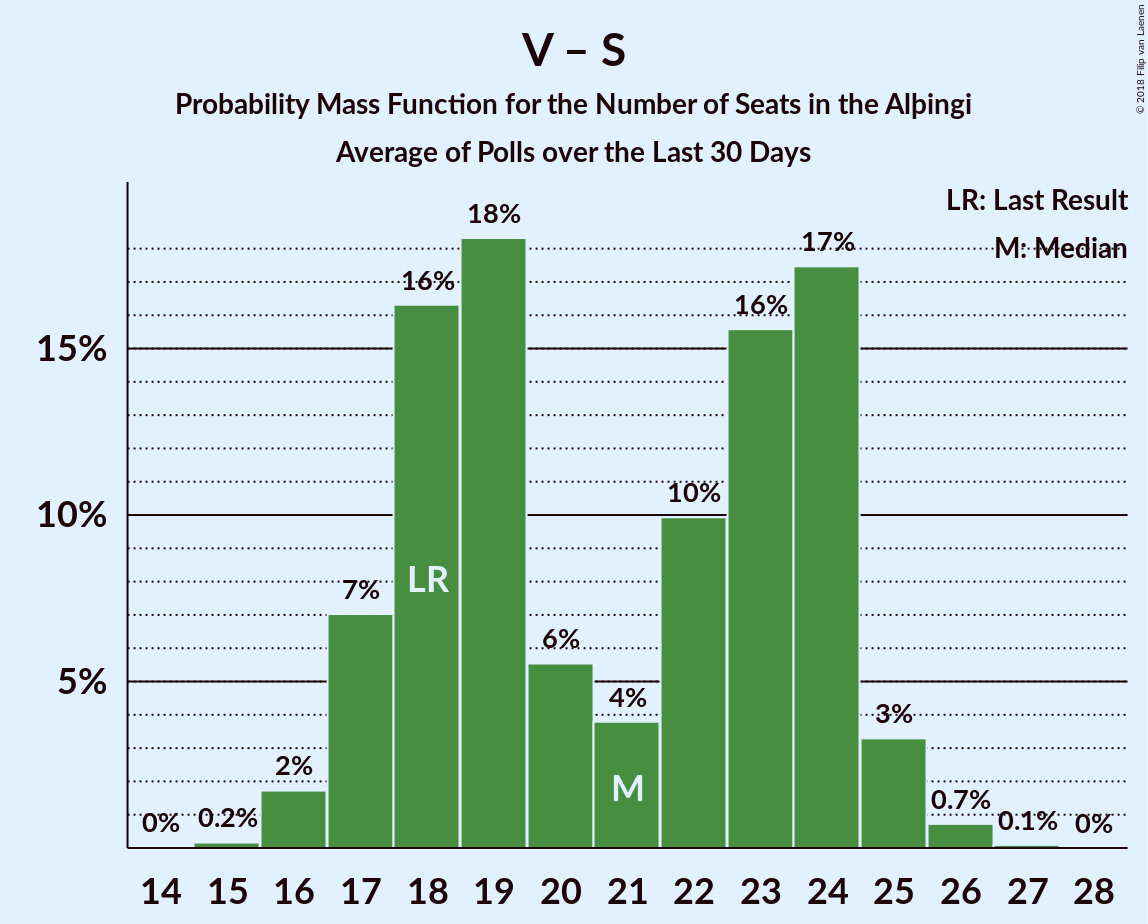 V – S
Probability Mass Function for the Number of Seats in the Alþingi
Average of Polls over the Last 30 Days
© 2018 Filip van Laenen
LR: Last Result
M: Median
15%
10%
5%
0%
0.2%
2%
7%
16%
18%
6%
4%
10%
16%
17%
3%
0.7%
0.1%
0%
LR
M
14 15 16 17 18 19 20 21 22 23 24 25 26 27 28